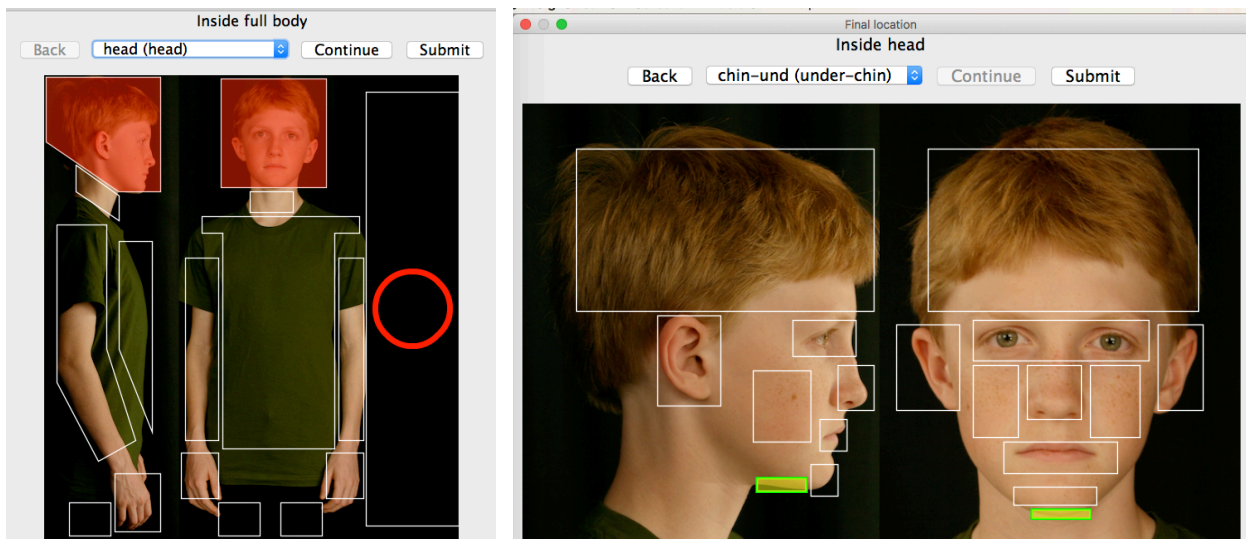 Inside full body
Back
head (head)
Continue
Submit
Final location
Inside head
Back
chin-und (under-chin)
Continue
Submit